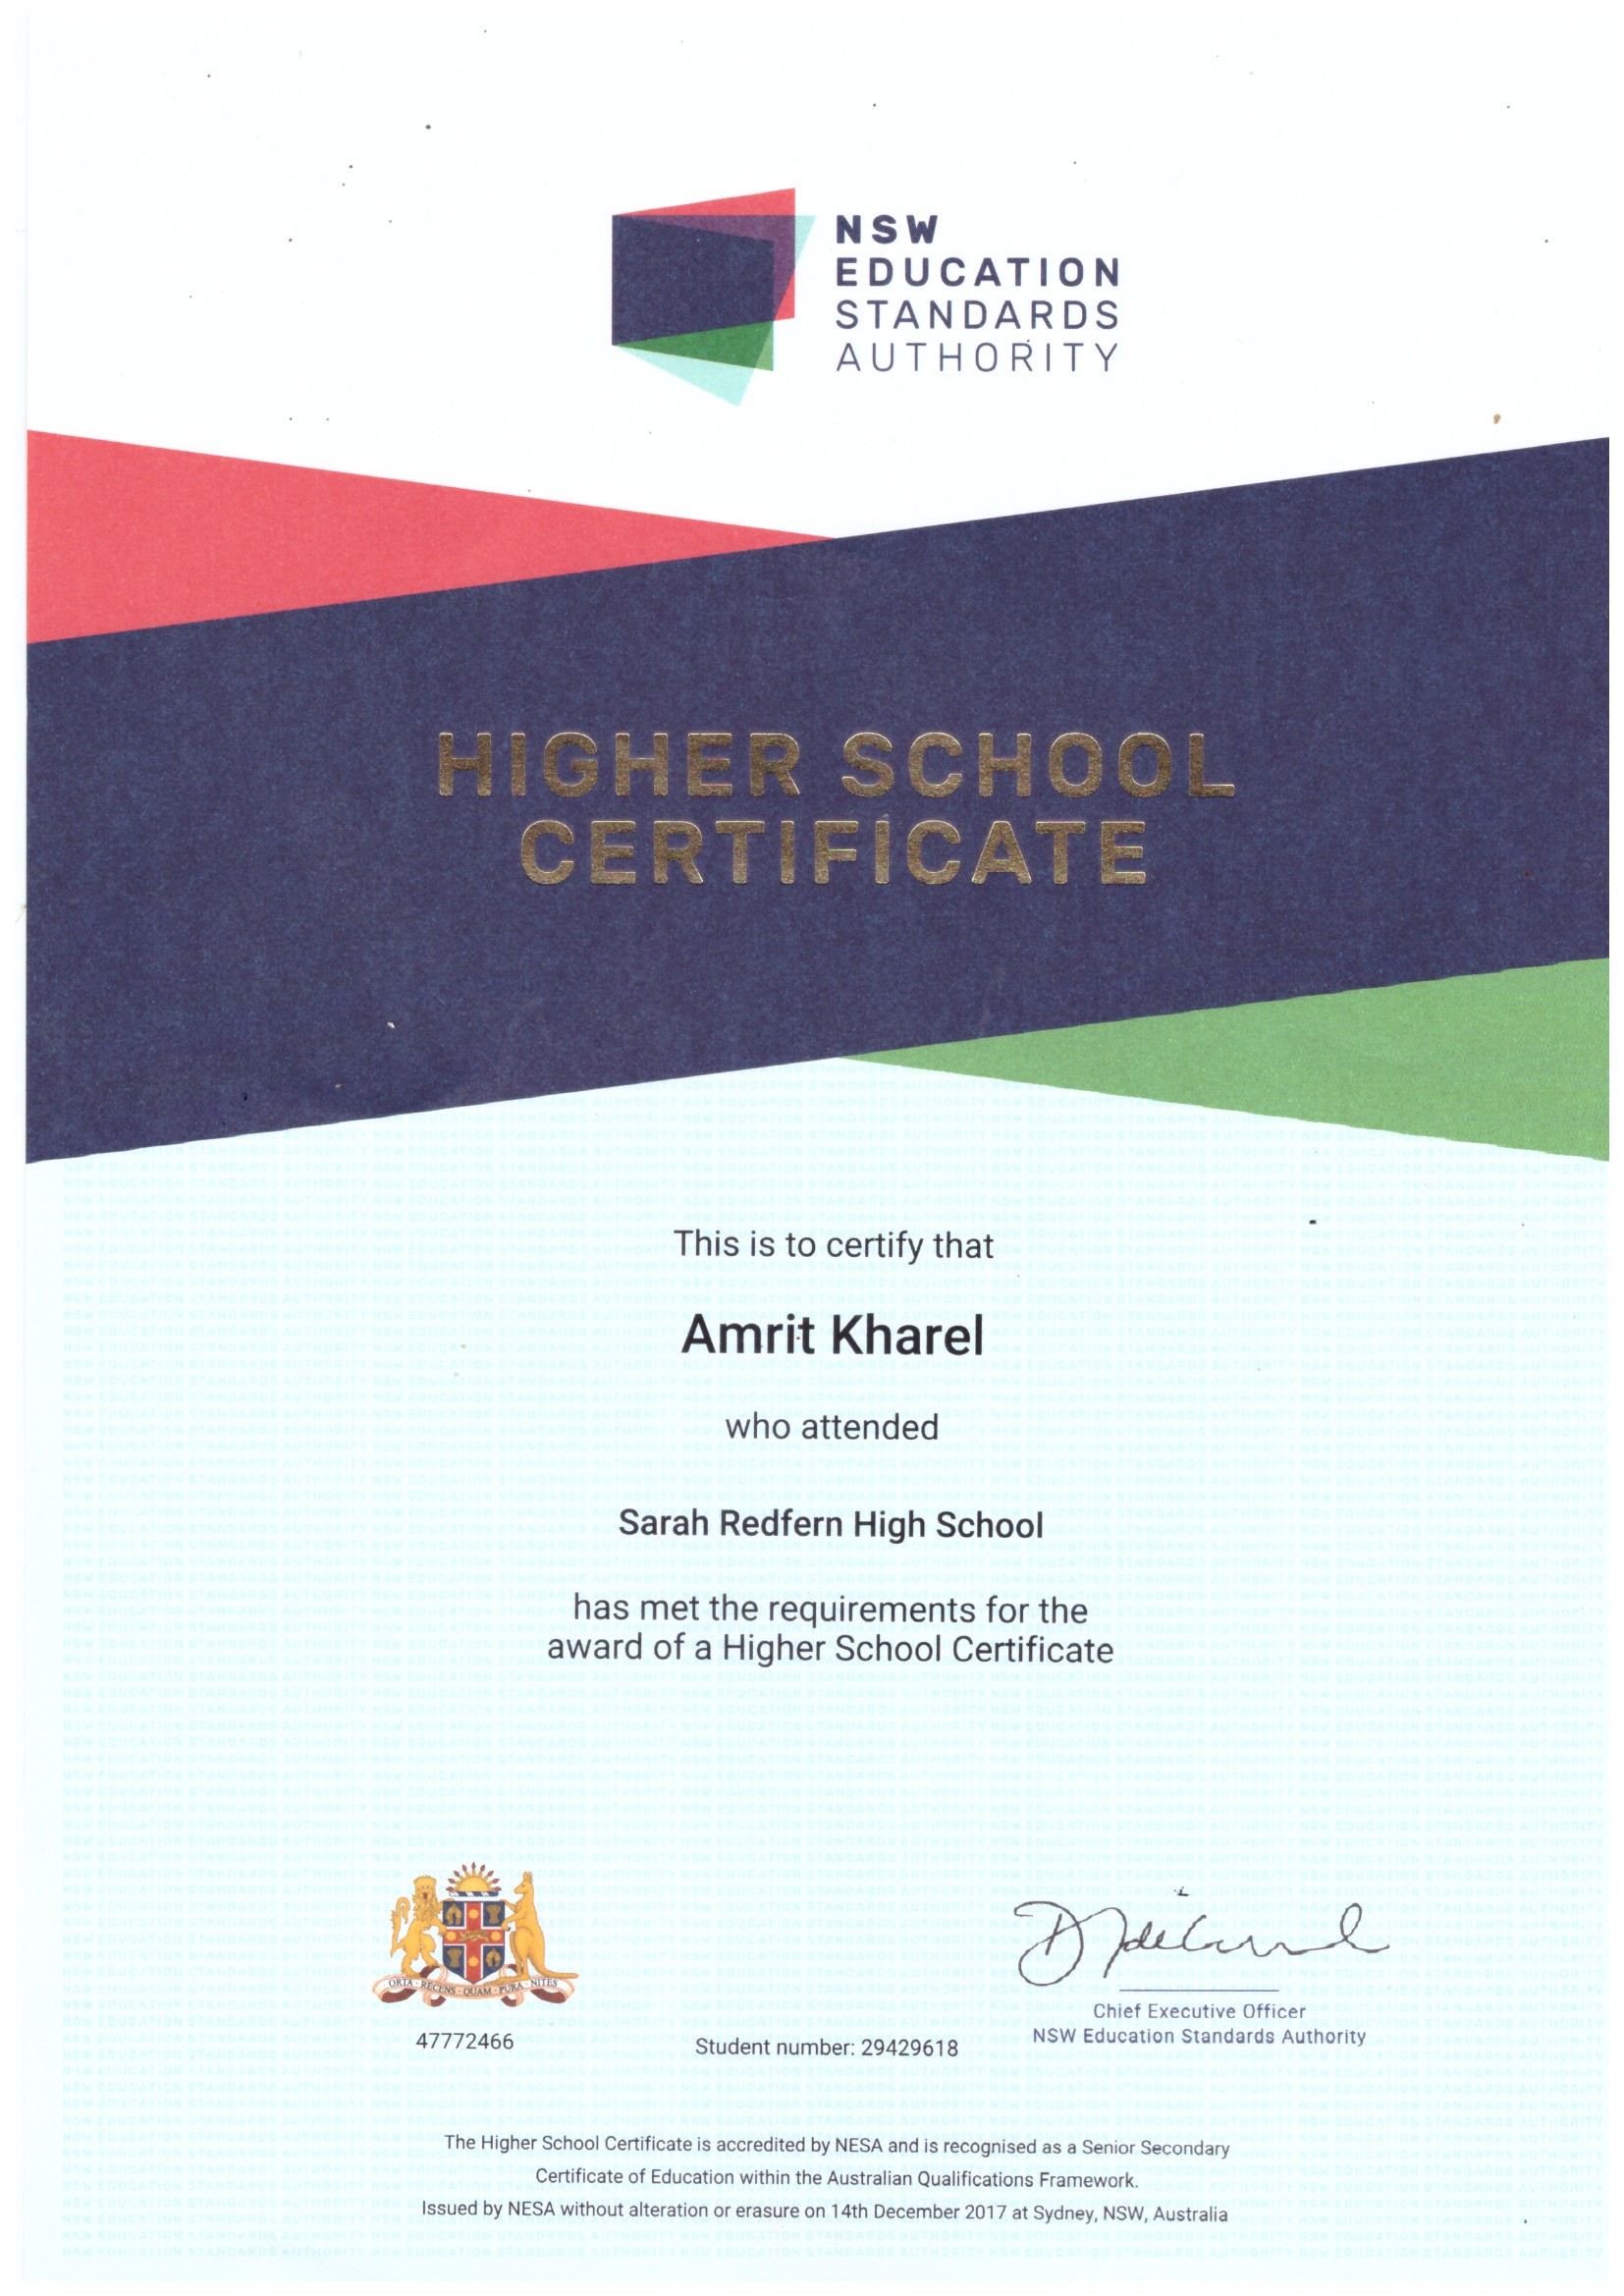 NSW
EDUCATION
STANDARDS
AUTHORITY
HIGHER SCHOOL
CERTIFICATE
This is to certify that
Amrit Kharel
who attended
Sarah Redfern High School
has met the requirements for the
award of a Higher School Certificate
ORTA · RECENS · QUAM · PURA · NITES
47772466
Student number: 29429618
Chief Executive Officer
NSW Education Standards Authority
The Higher School Certificate is accredited by NESA and is recognised as a Senior Secondary
Certificate of Education within the Australian Qualifications Framework.
Issued by NESA without alteration or erasure on 14th December 2017 at Sydney, NSW, Australia